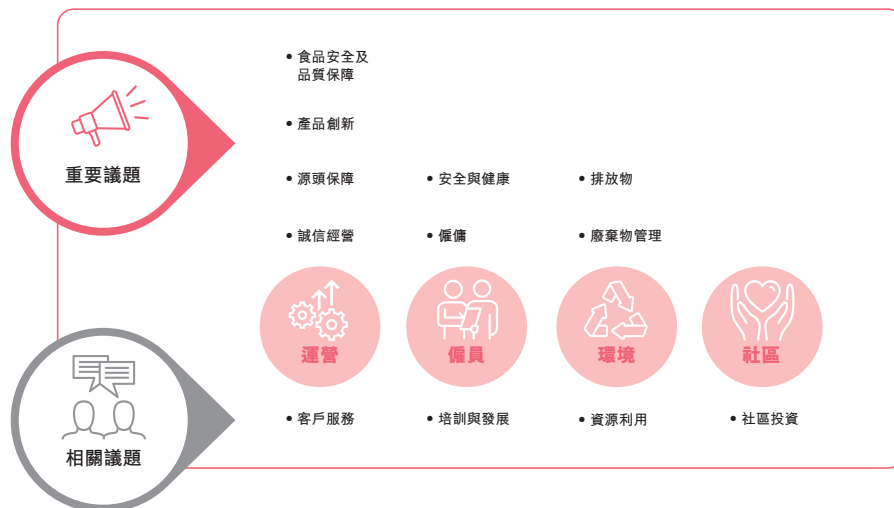 • 食品安全及
品質保障
• 產品創新
重要議題
• 源頭保障
• 安全與健康
• 排放物
• 誠信經營
• 僱傭
• 廢棄物管理
運營
僱員
環境
社區
• 客戶服務
• 培訓與發展
• 資源利用
• 社區投資
相關議題